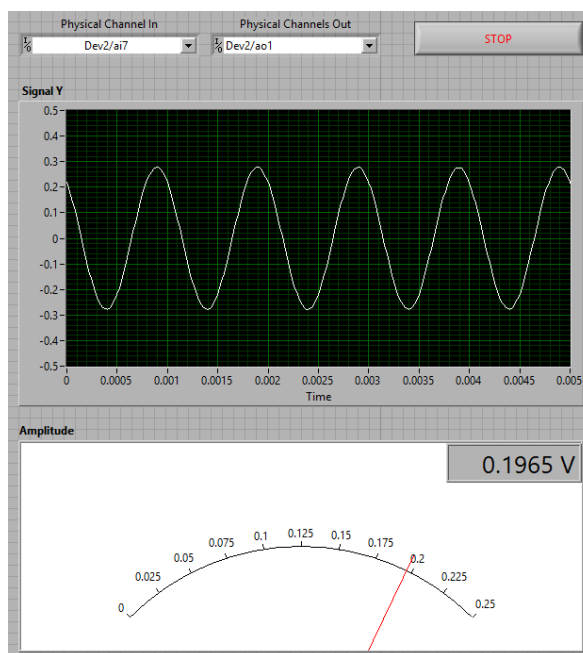 Physical Channel In Physical Channels Out
I/O Dev2/ai7 I/O Dev2/ao1 STOP
Signal Y
0.5
0.4
0.3
0.2
0.1
0
-0.1
-0.2
-0.3
-0.4
-0.5
0 0.0005 0.001 0.0015 0.002 0.0025 0.003 0.0035 0.004 0.0045 0.005
Time
Amplitude
0.1965 V
0 0.025 0.05 0.075 0.1 0.125 0.15 0.175 0.2 0.225 0.25